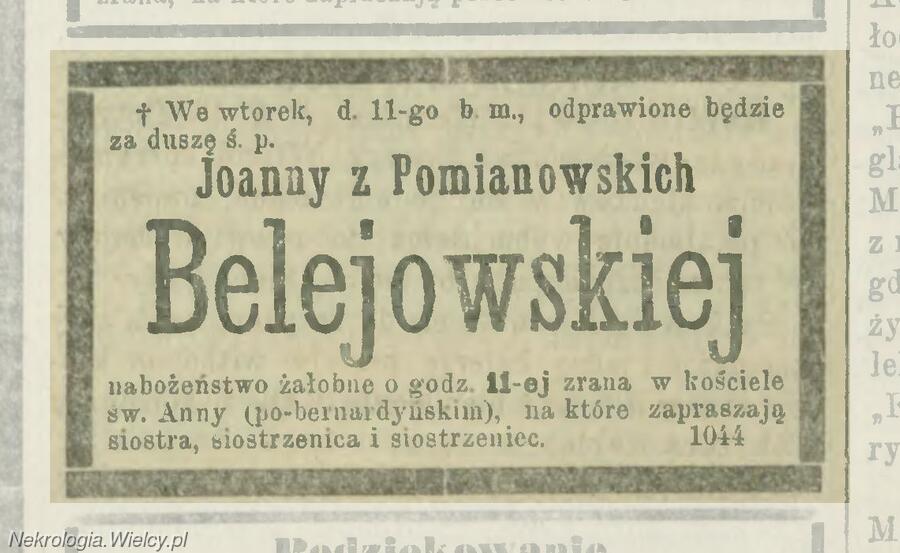 † We wtorek, d. 11-go b. m., odprawione będzie
za duszę ś. p.
Joanny z Pomianowskich
Belejowskiej
nabożeństwo żałobne o godz. 11-ej zrana w kościele
św. Anny (po-bernardyńskim), na które zapraszają
siostra, siostrzenica i siostrzeniec. 1044
Podziękowanie
Nekrologia.Wielcy.pl